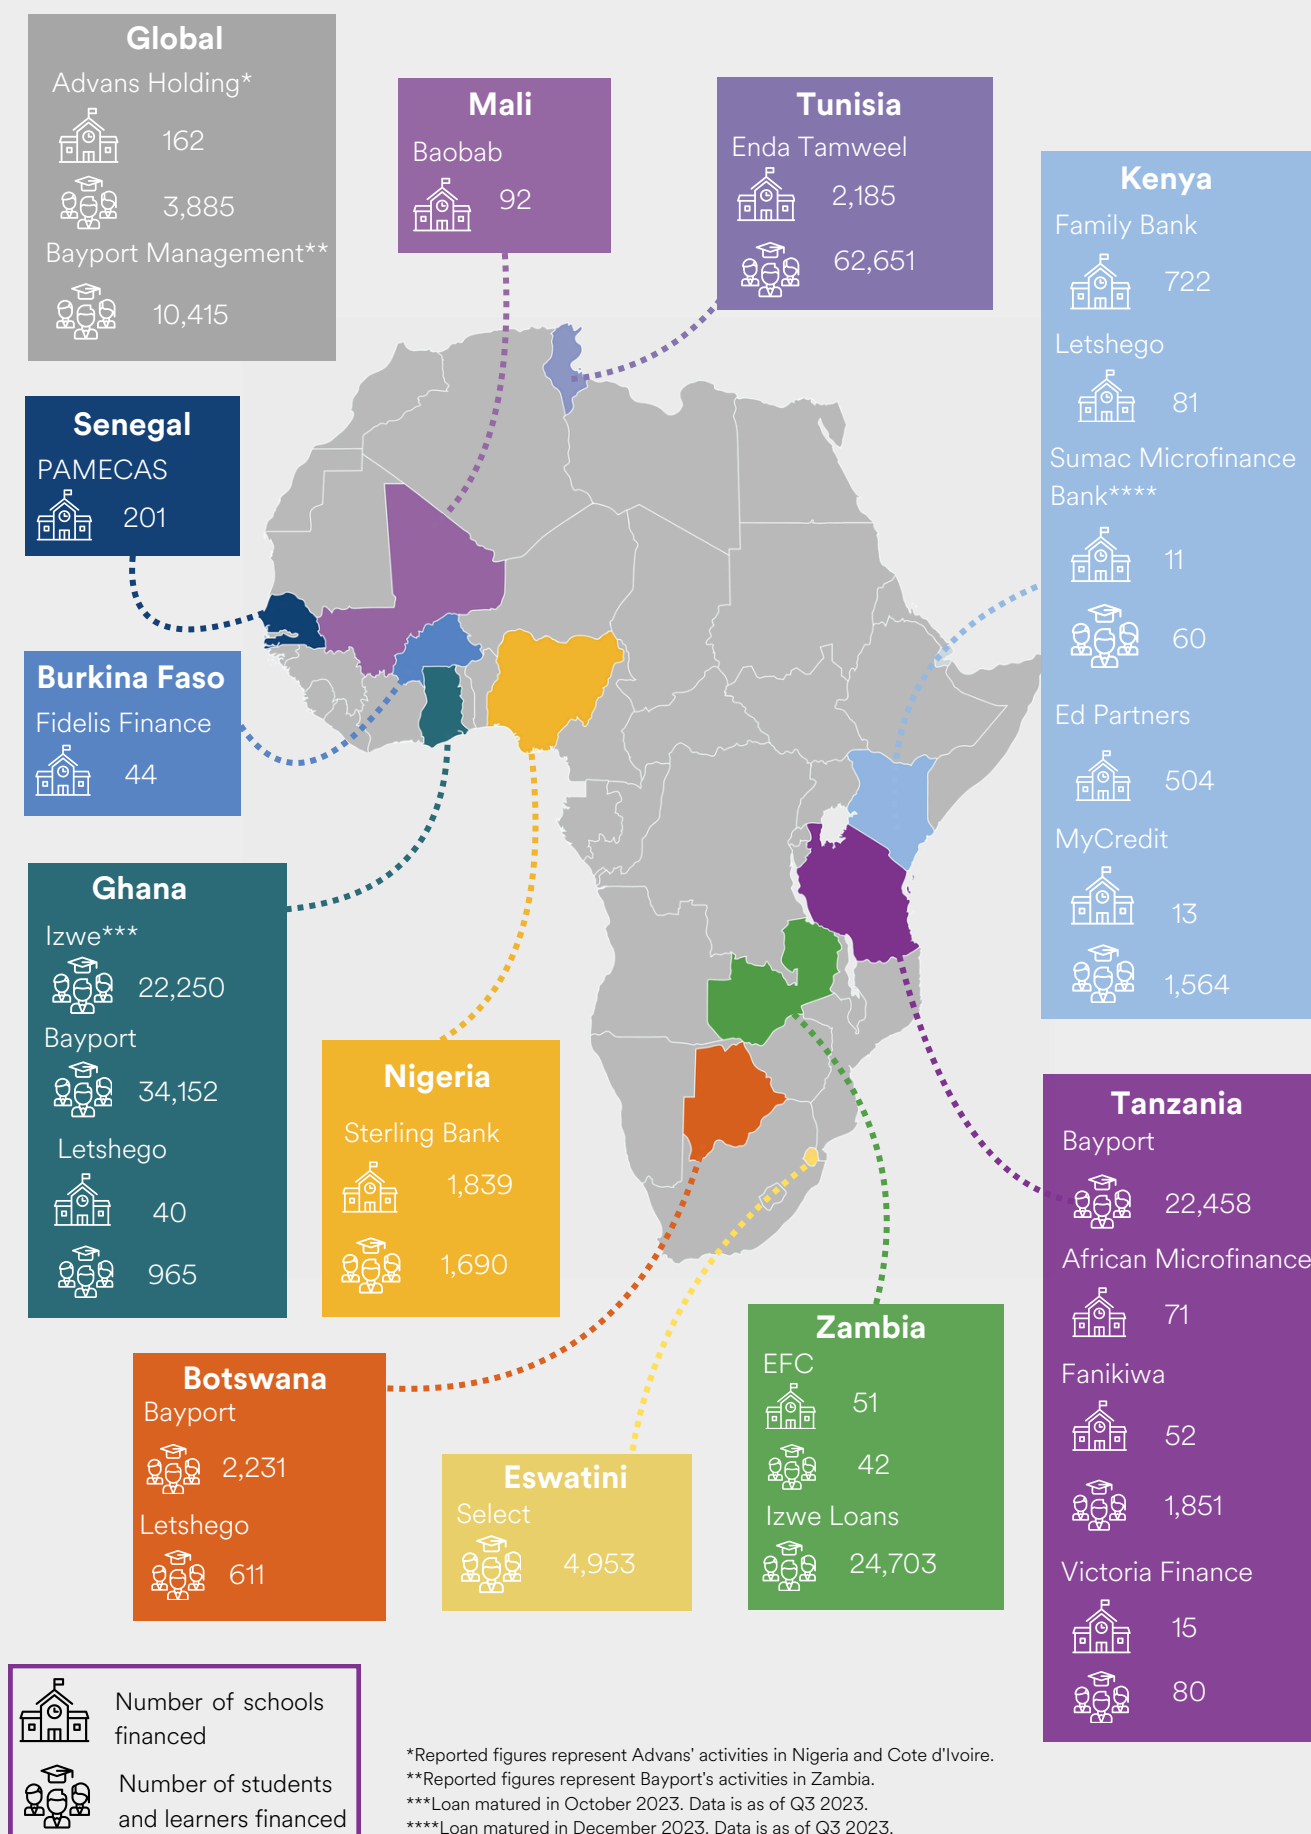 Global
Advans Holding*
162
3,885
Bayport Management**
10,415
Mali
Baobab
92
Tunisia
Enda Tamweel
2,185
62,651
Kenya
Family Bank
722
Letshego
81
Sumac Microfinance
Bank****
11
60
Ed Partners
504
MyCredit
13
1,564
Senegal
PAMECAS
201
Burkina Faso
Fidelis Finance
44
Ghana
Izwe***
22,250
Bayport
34,152
Letshego
40
965
Nigeria
Sterling Bank
1,839
1,690
Tanzania
Bayport
22,458
African Microfinance
71
Fanikiwa
52
1,851
Victoria Finance
15
80
Botswana
Bayport
2,231
Letshego
611
Eswatini
Select
4,953
Zambia
EFC
51
42
Izwe Loans
24,703
Number of schools
financed
Number of students
and learners financed
*Reported figures represent Advans' activities in Nigeria and Cote d'Ivoire.
**Reported figures represent Bayport's activities in Zambia.
***Loan matured in October 2023. Data is as of Q3 2023.
****Loan matured in December 2023. Data is as of Q3 2023.